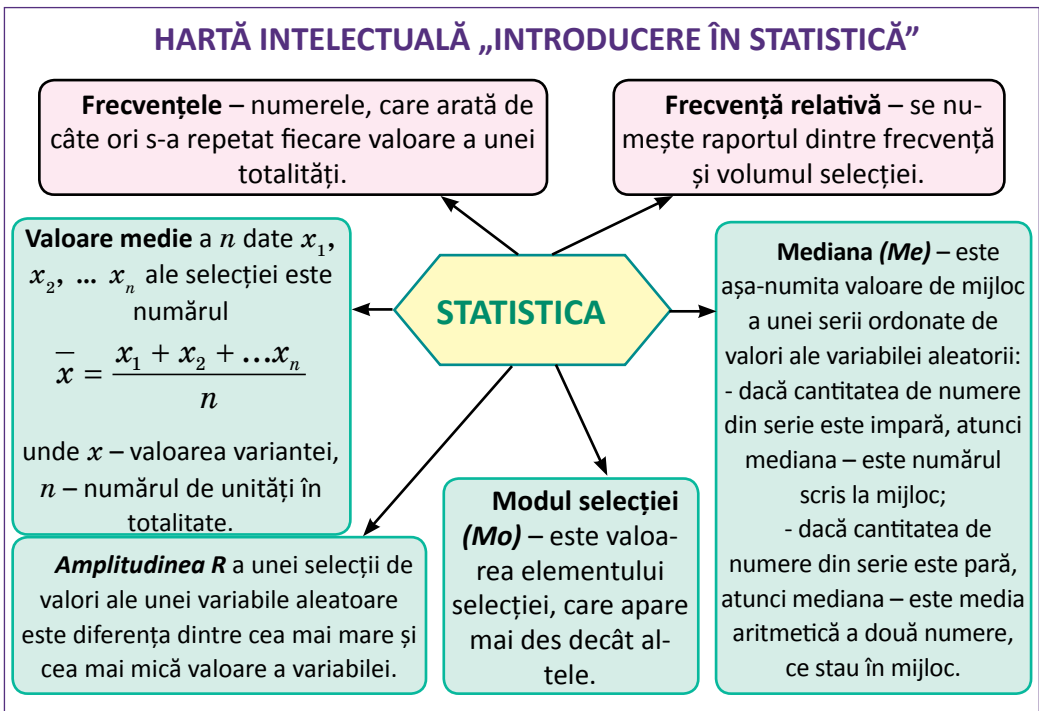 HARTĂ INTELECTUALĂ „INTRODUCERE ÎN STATISTICĂ”
Frecvențele – numerele, care arată de
câte ori s-a repetat fiecare valoare a unei
totalități.
Frecvență relativă – se nu-
mește raportul dintre frecvență
și volumul selecției.
Valoare medie a n date x₁,
x₂, ... xₙ ale selecției este
numărul
x̄ = (x₁ + x₂ + ...xₙ) / n
unde x – valoarea variantei,
n – numărul de unități în
totalitate.
STATISTICA
Mediana (Me) – este
așa-numita valoare de mijloc
a unei serii ordonate de
valori ale variabilei aleatorii:
- dacă cantitatea de numere
din serie este impară, atunci
mediana – este numărul
scris la mijloc;
- dacă cantitatea de
numere din serie este pară,
atunci mediana – este media
aritmetică a două numere,
ce stau în mijloc.
Amplitudinea R a unei selecții de
valori ale unei variabile aleatoare
este diferența dintre cea mai mare și
cea mai mică valoare a variabilei.
Modul selecției
(Mo) – este valoa-
rea elementului
selecției, care apare
mai des decât al-
tele.